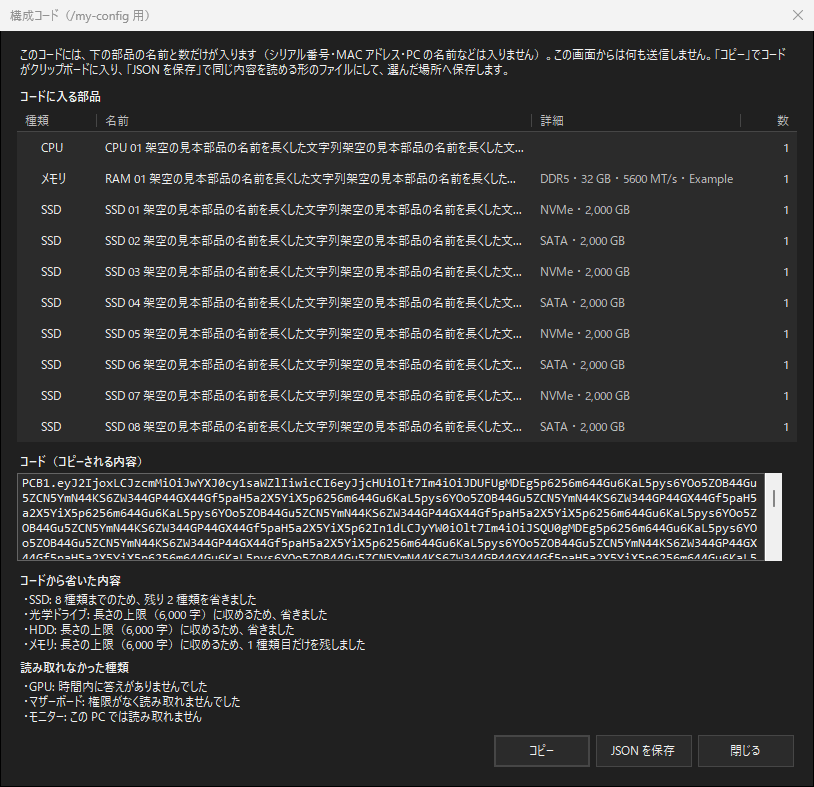 構成コード（/my-config 用）
このコードには、下の部品の名前と数だけが入ります（シリアル番号・MAC アドレス・PC の名前などは入りません）。この画面からは何も送信しません。「コピー」でコード
がクリップボードに入り、「JSON を保存」で同じ内容を読める形のファイルにして、選んだ場所へ保存します。
コードに入る部品
種類 名前 詳細 数
CPU CPU 01 架空の見本部品の名前を長くした文字列架空の見本部品の名前を長くした文... 1
メモリ RAM 01 架空の見本部品の名前を長くした文字列架空の見本部品の名前を長くした... DDR5・32 GB・5600 MT/s・Example 1
SSD SSD 01 架空の見本部品の名前を長くした文字列架空の見本部品の名前を長くした文... NVMe・2,000 GB 1
SSD SSD 02 架空の見本部品の名前を長くした文字列架空の見本部品の名前を長くした文... SATA・2,000 GB 1
SSD SSD 03 架空の見本部品の名前を長くした文字列架空の見本部品の名前を長くした文... NVMe・2,000 GB 1
SSD SSD 04 架空の見本部品の名前を長くした文字列架空の見本部品の名前を長くした文... SATA・2,000 GB 1
SSD SSD 05 架空の見本部品の名前を長くした文字列架空の見本部品の名前を長くした文... NVMe・2,000 GB 1
SSD SSD 06 架空の見本部品の名前を長くした文字列架空の見本部品の名前を長くした文... SATA・2,000 GB 1
SSD SSD 07 架空の見本部品の名前を長くした文字列架空の見本部品の名前を長くした文... NVMe・2,000 GB 1
SSD SSD 08 架空の見本部品の名前を長くした文字列架空の見本部品の名前を長くした文... SATA・2,000 GB 1
コード（コピーされる内容）
PCB1.eyJ2IjoxLCJzcmMiOiJwYXJ0cy1saWZlIiwicCI6eyJjcHUiOlt7Im4iOiJDUFUgMDEg5p6256m644Gu6KaL5pys6YOo5ZOB44Gu
5ZCN5YmN44KS6ZW344GP44GX44Gf5paH5a2X5YiX5p6256m644Gu6KaL5pys6YOo5ZOB44Gu5ZCN5YmN44KS6ZW344GP44GX44Gf5paH5
a2X5YiX5p6256m644Gu6KaL5pys6YOo5ZOB44Gu5ZCN5YmN44KS6ZW344GP44GX44Gf5paH5a2X5YiX5p6256m644Gu6KaL5pys6YOo5Z
OB44Gu5ZCN5YmN44KS6ZW344GP44GX44Gf5paH5a2X5YiX5p62In1dLCJyYW0iOlt7Im4iOiJSQU0gMDEg5p6256m644Gu6KaL5pys6YO
o5ZOB44Gu5ZCN5YmN44KS6ZW344GP44GX44Gf5paH5a2X5YiX5p6256m644Gu6KaL5pys6YOo5ZOB44Gu5ZCN5YmN44KS6ZW344GP44GX
44Gf5paH5a2X5YiX5p6256m644Gu6KaL5pys6YOo5ZOB44Gu5ZCN5YmN44KS6ZW344GP44GX44Gf5paH5a2X5YiX5p6256m644Gu6KaL5
コードから省いた内容
・SSD: 8 種類までのため、残り 2 種類を省きました
・光学ドライブ: 長さの上限（6,000 字）に収めるため、省きました
・HDD: 長さの上限（6,000 字）に収めるため、省きました
・メモリ: 長さの上限（6,000 字）に収めるため、1 種類目だけを残しました
読み取れなかった種類
・GPU: 時間内に答えがありませんでした
・マザーボード: 権限がなく読み取れませんでした
・モニター: この PC では読み取れません
コピー JSON を保存 閉じる